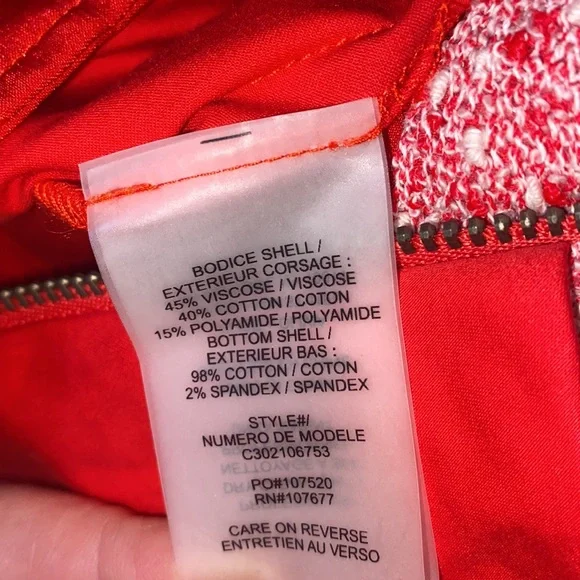 BODICE SHELL /
EXTERIEUR CORSAGE :
45% VISCOSE / VISCOSE
40% COTTON / COTON
15% POLYAMIDE / POLYAMIDE
BOTTOM SHELL /
EXTERIEUR BAS :
98% COTTON / COTON
2% SPANDEX / SPANDEX
STYLE#/
NUMERO DE MODELE
C302106753
PO#107520
RN#107677
CARE ON REVERSE
ENTRETIEN AU VERSO